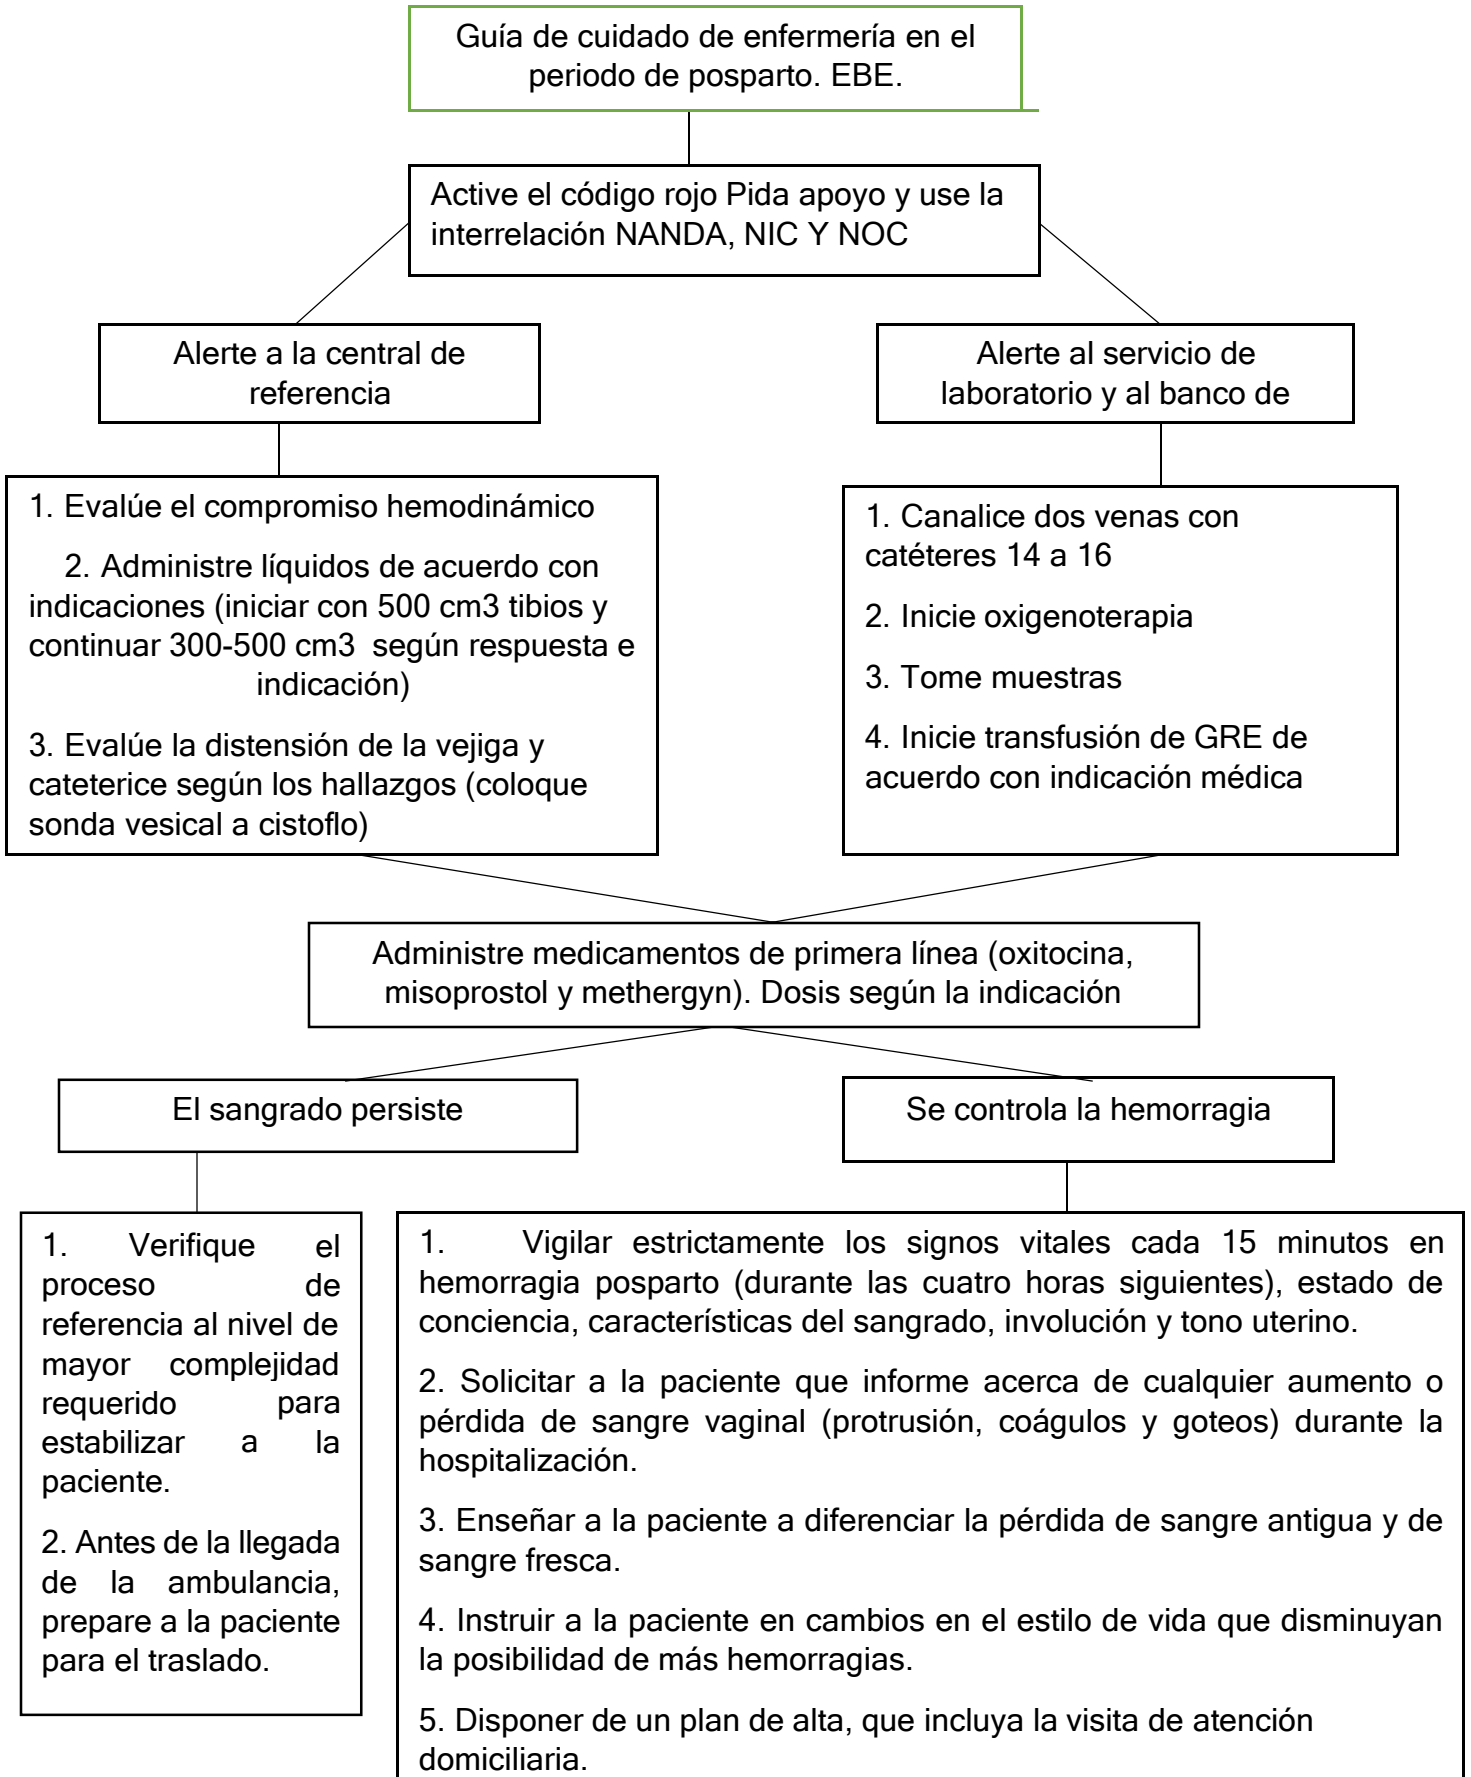 Guía de cuidado de enfermería en el
periodo de posparto. EBE.
Active el código rojo Pida apoyo y use la
interrelación NANDA, NIC Y NOC
Alerte a la central de
referencia
Alerte al servicio de
laboratorio y al banco de
1. Evalúe el compromiso hemodinámico
2. Administre líquidos de acuerdo con
indicaciones (iniciar con 500 cm3 tibios y
continuar 300-500 cm3 según respuesta e
indicación)
3. Evalúe la distensión de la vejiga y
cateterice según los hallazgos (coloque
sonda vesical a cistoflo)
1. Canalice dos venas con
catéteres 14 a 16
2. Inicie oxigenoterapia
3. Tome muestras
4. Inicie transfusión de GRE de
acuerdo con indicación médica
Administre medicamentos de primera línea (oxitocina,
misoprostol y methergyn). Dosis según la indicación
El sangrado persiste
Se controla la hemorragia
1. Verifique el
proceso de
referencia al nivel de
mayor complejidad
requerido para
estabilizar a la
paciente.
2. Antes de la llegada
de la ambulancia,
prepare a la paciente
para el traslado.
1. Vigilar estrictamente los signos vitales cada 15 minutos en
hemorragia posparto (durante las cuatro horas siguientes), estado de
conciencia, características del sangrado, involución y tono uterino.
2. Solicitar a la paciente que informe acerca de cualquier aumento o
pérdida de sangre vaginal (protrusión, coágulos y goteos) durante la
hospitalización.
3. Enseñar a la paciente a diferenciar la pérdida de sangre antigua y de
sangre fresca.
4. Instruir a la paciente en cambios en el estilo de vida que disminuyan
la posibilidad de más hemorragias.
5. Disponer de un plan de alta, que incluya la visita de atención
domiciliaria.